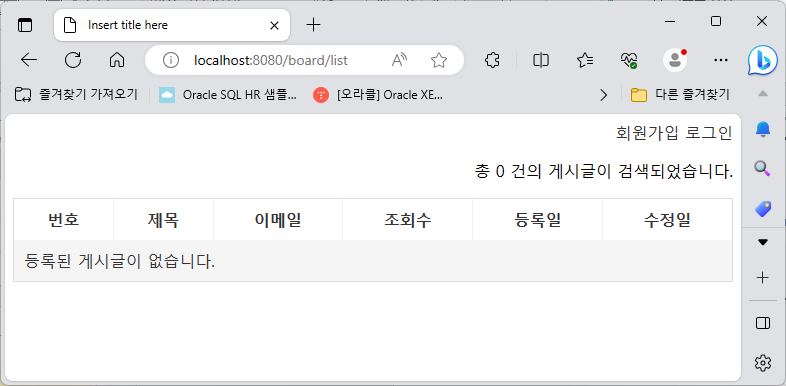 Insert title here
localhost:8080/board/list
즐겨찾기 가져오기 Oracle SQL HR 샘플... [오라클] Oracle XE... 다른 즐겨찾기
회원가입 로그인
총 0 건의 게시글이 검색되었습니다.
번호 제목 이메일 조회수 등록일 수정일
등록된 게시글이 없습니다.